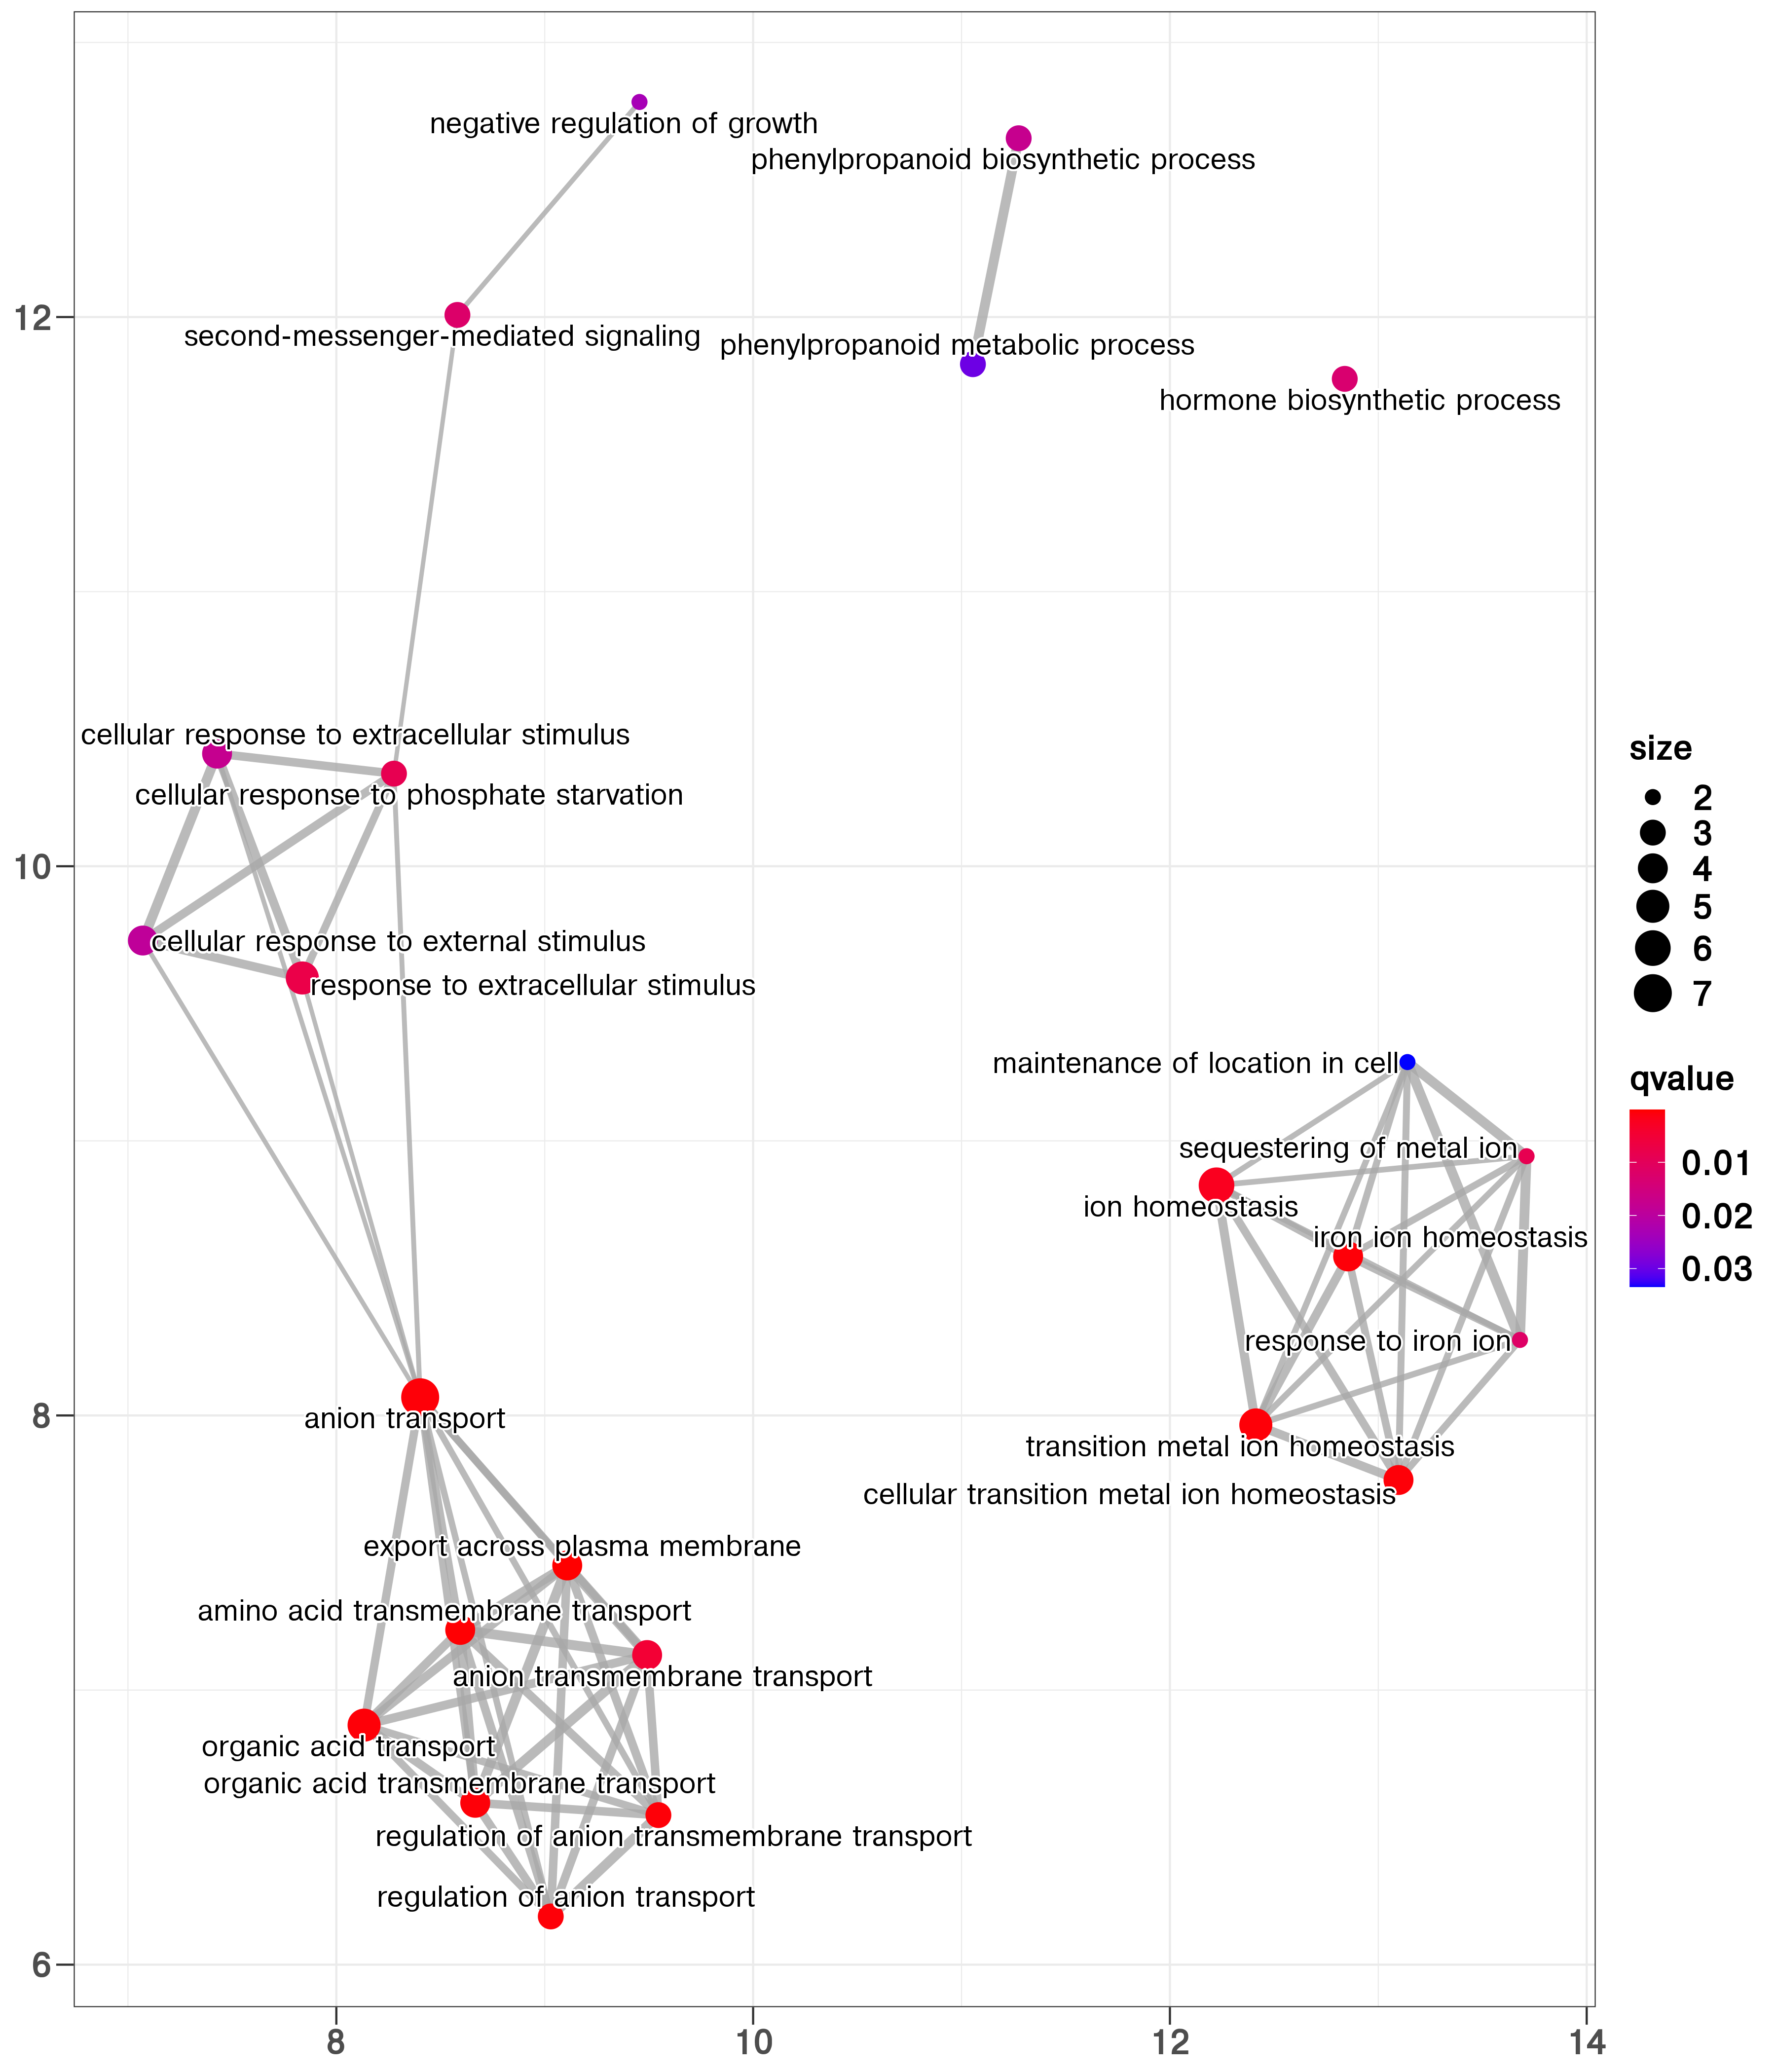 negative regulation of growth
phenylpropanoid biosynthetic process
12
second-messenger-mediated signaling
phenylpropanoid metabolic process
hormone biosynthetic process
cellular response to extracellular stimulus
cellular response to phosphate starvation
10
cellular response to external stimulus
response to extracellular stimulus
maintenance of location in cell
sequestering of metal ion
ion homeostasis
iron ion homeostasis
response to iron ion
8
anion transport
transition metal ion homeostasis
cellular transition metal ion homeostasis
export across plasma membrane
amino acid transmembrane transport
anion transmembrane transport
organic acid transport
organic acid transmembrane transport
regulation of anion transmembrane transport
regulation of anion transport
6
8 10 12 14
size
2
3
4
5
6
7
qvalue
0.01
0.02
0.03